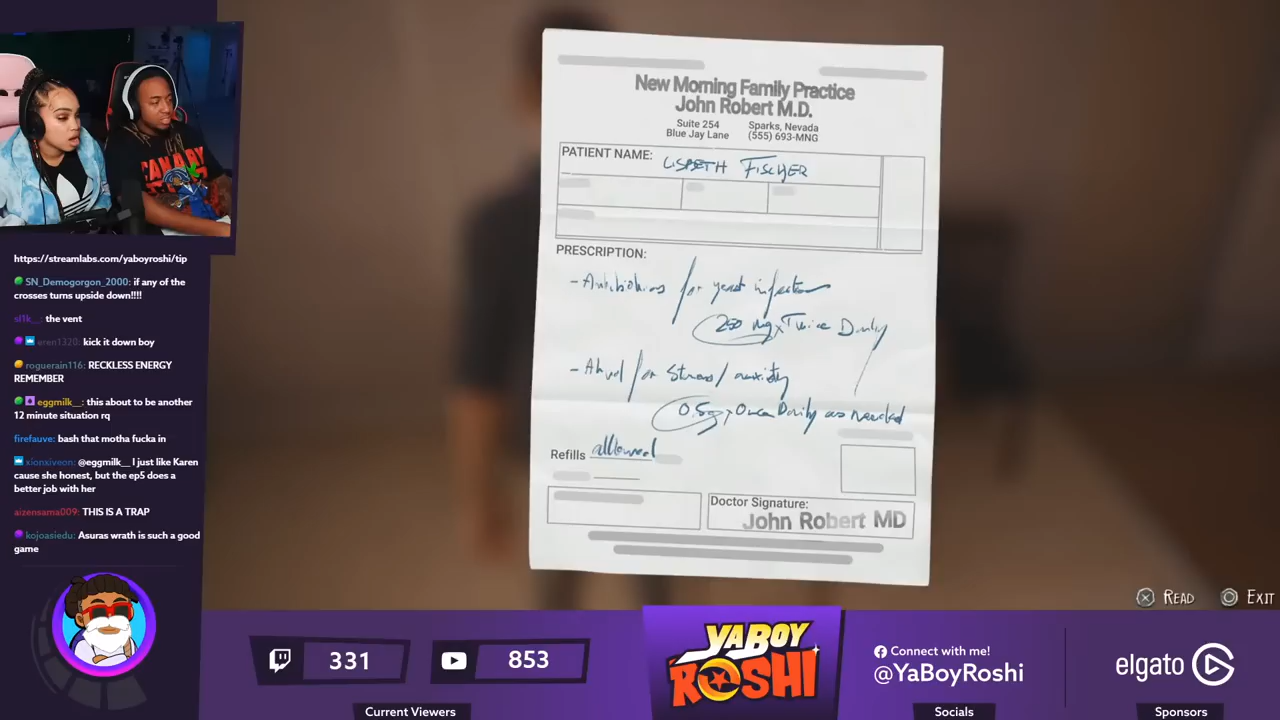 New Morning Family Practice
John Robert M.D.
Suite 254
Blue Jay Lane
Sparks, Nevada
(555) 693-MNG
PATIENT NAME: LISBETH FISCHER
PRESCRIPTION:
- Antibiotics for yeast infection
250 mg x Twice Daily
for Stress/anxiety
0.5g, Once Daily as needed
Refills alllowed
Doctor Signature:
John Robert MD
READ
EXIT
https://streamlabs.com/yaboyroshi/tip
SN_Demogorgon_2000: if any of the
crosses turns upside down!!!!
sl1k__: the vent
eren1320: kick it down boy
roguerain116: RECKLESS ENERGY
REMEMBER
eggmilk__: this about to be another
12 minute situation rq
firefauve: bash that motha fucka in
xionxiveon: @eggmilk__ I just like Karen
cause she honest, but the ep5 does a
better job with her
aizensama009: THIS IS A TRAP
kojoasiedu: Asuras wrath is such a good
game
331
853
Current Viewers
YABOY
ROSHI
Connect with me!
@YaBoyRoshi
Socials
elgato
Sponsors